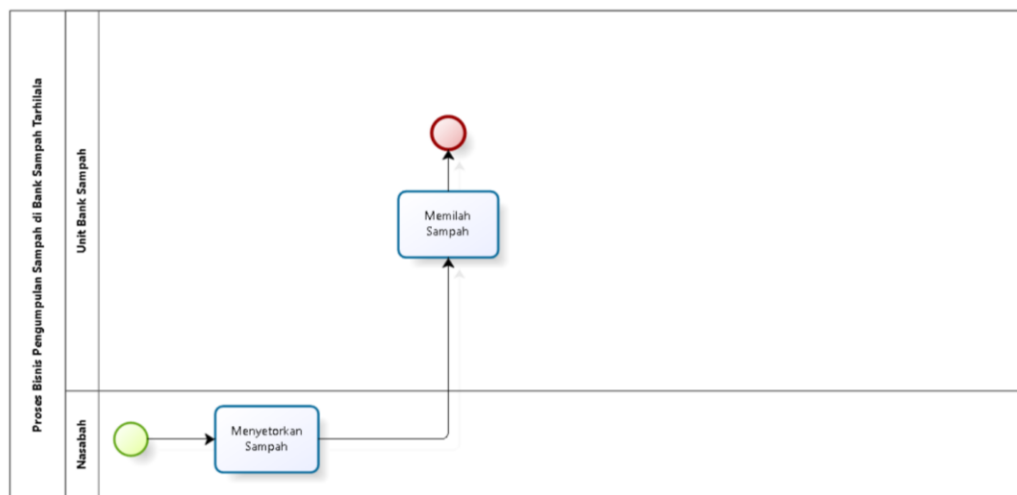 Proses Bisnis Pengumpulan Sampah di Bank Sampah Tarhilala
Unit Bank Sampah
Memilah
Sampah
Nasabah
Menyetorkan
Sampah